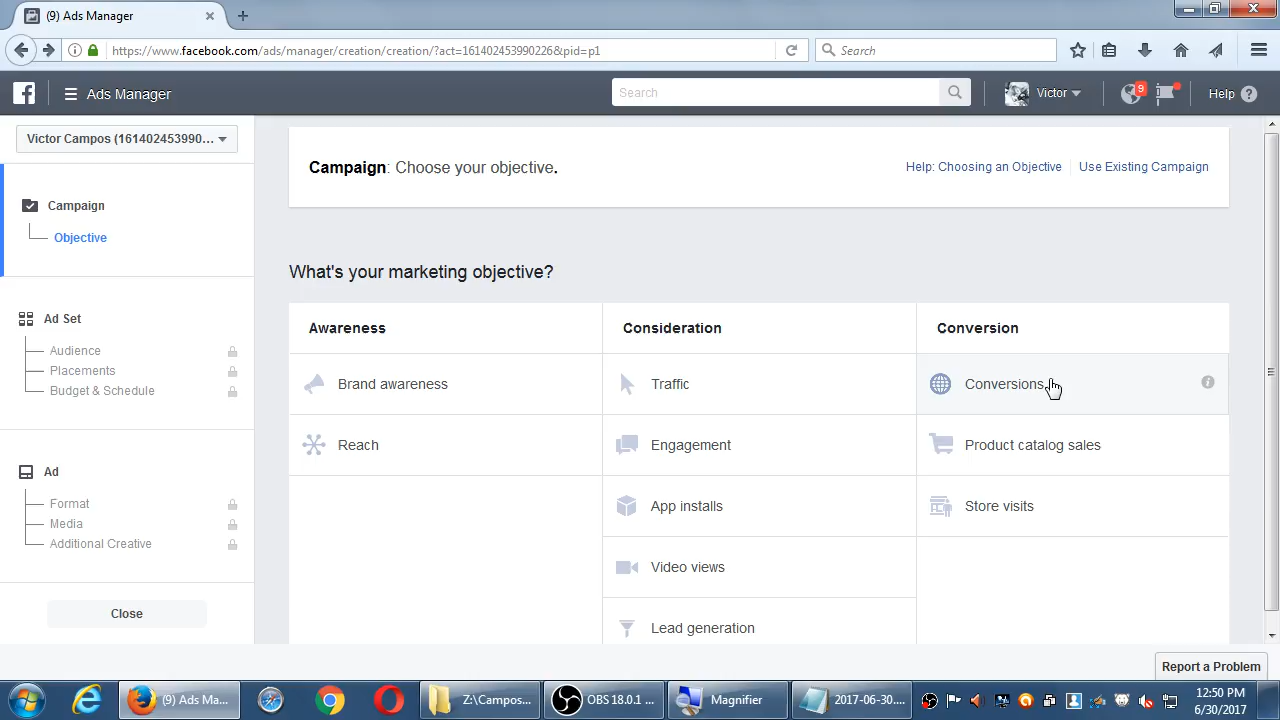 (9) Ads Manager
https://www.facebook.com/ads/manager/creation/creation/?act=161402453990226&pid=p1
Search
Ads Manager
Search
Victor
9
Help
Victor Campos (161402453990...
Campaign: Choose your objective.
Help: Choosing an Objective
Use Existing Campaign
Campaign
Objective
What's your marketing objective?
Ad Set
Audience
Placements
Budget & Schedule
Awareness
Consideration
Conversion
Brand awareness
Traffic
Conversions
Reach
Engagement
Product catalog sales
App installs
Store visits
Video views
Lead generation
Ad
Format
Media
Additional Creative
Close
Report a Problem
(9) Ads Ma...
Z:\Campos...
OBS 18.0.1 ...
Magnifier
2017-06-30....
12:50 PM
6/30/2017